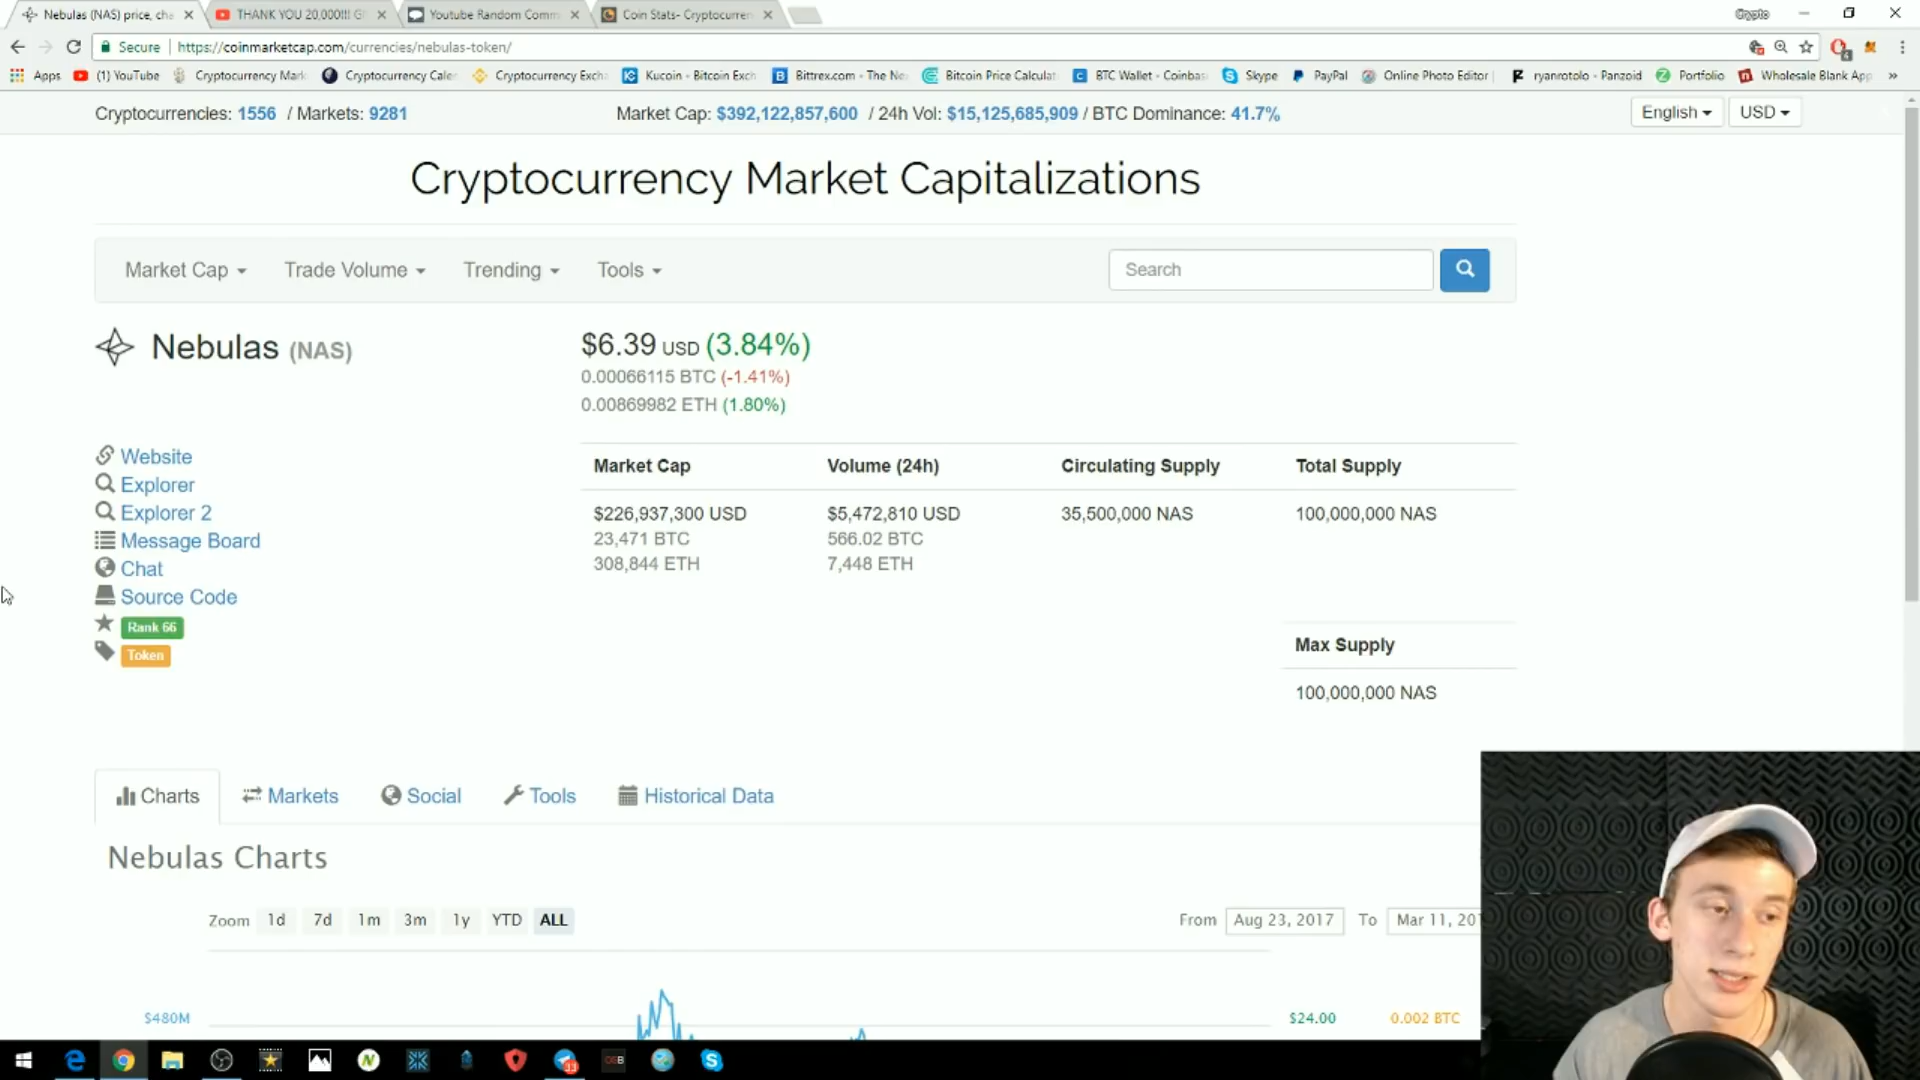 Nebulas (NAS) price, cha
THANK YOU 20,000!!! GI
Youtube Random Comm
Coin Stats- Cryptocurren
Crypto
Secure
https://coinmarketcap.com/currencies/nebulas-token/
Apps
(1) YouTube
Cryptocurrency Mark
Cryptocurrency Cale
Cryptocurrency Exch
Kucoin - Bitcoin Exch
Bittrex.com - The Ne
Bitcoin Price Calculat
BTC Wallet - Coinbas
Skype
PayPal
Online Photo Editor
ryanrotolo - Panzoid
Portfolio
Wholesale Blank App
»
Cryptocurrencies: 1556 / Markets: 9281
Market Cap: $392,122,857,600 / 24h Vol: $15,125,685,909 / BTC Dominance: 41.7%
English
USD
Cryptocurrency Market Capitalizations
Market Cap
Trade Volume
Trending
Tools
Search
Nebulas (NAS)
$6.39 USD (3.84%)
0.00066115 BTC (-1.41%)
0.00869982 ETH (1.80%)
Website
Explorer
Explorer 2
Message Board
Chat
Source Code
Rank 66
Token
Market Cap
Volume (24h)
Circulating Supply
Total Supply
$226,937,300 USD
$5,472,810 USD
35,500,000 NAS
100,000,000 NAS
23,471 BTC
566.02 BTC
308,844 ETH
7,448 ETH
Max Supply
100,000,000 NAS
Charts
Markets
Social
Tools
Historical Data
Nebulas Charts
Zoom 1d 7d 1m 3m 1y YTD ALL
From Aug 23, 2017 To Mar 11, 201
$480M
$24.00
0.002 BTC